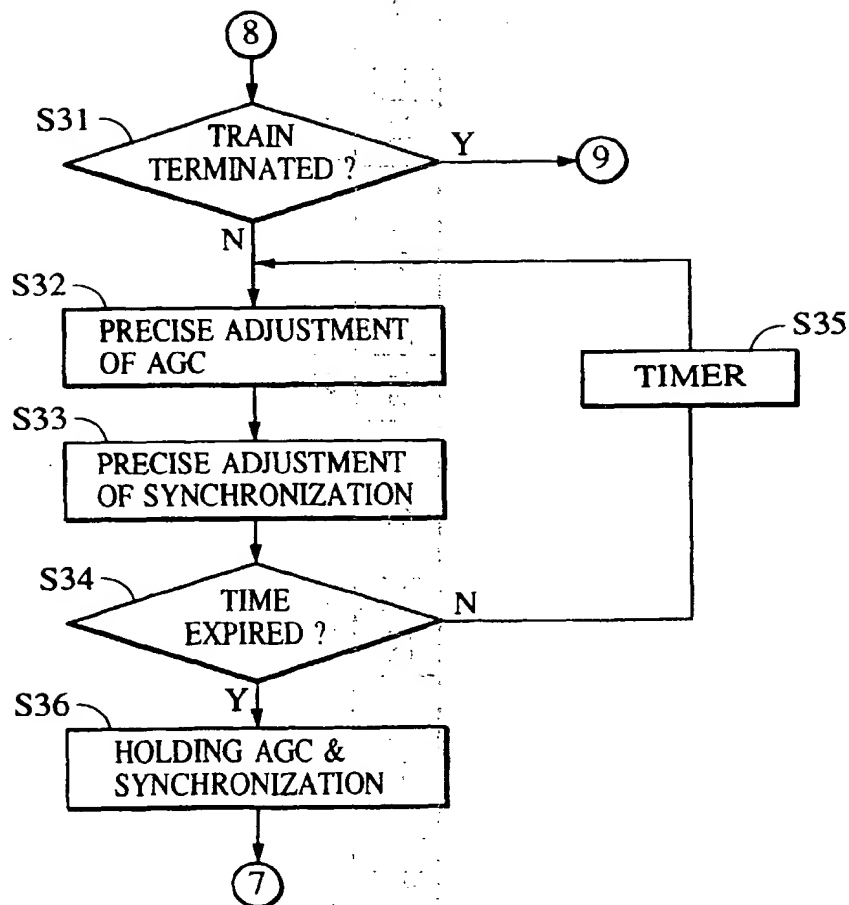 8
S31
TRAIN
TERMINATED ?
Y
9
N
S32
PRECISE ADJUSTMENT
OF AGC
S35
TIMER
S33
PRECISE ADJUSTMENT
OF SYNCHRONIZATION
S34
TIME
EXPIRED ?
N
Y
S36
HOLDING AGC &
SYNCHRONIZATION
7